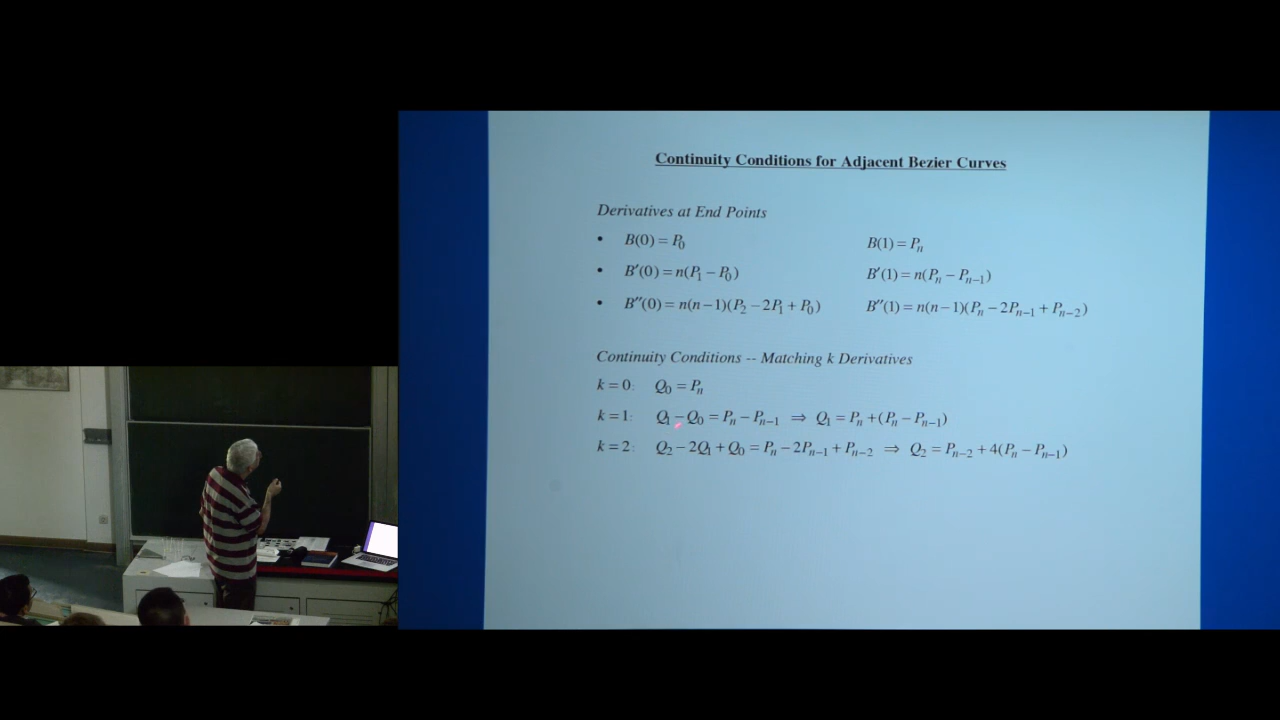 Continuity Conditions for Adjacent Bezier Curves
Derivatives at End Points
• B(0) = P₀ B(1) = Pₙ
• B′(0) = n(P₁ − P₀) B′(1) = n(Pₙ − Pₙ₋₁)
• B″(0) = n(n−1)(P₂ − 2P₁ + P₀) B″(1) = n(n−1)(Pₙ − 2Pₙ₋₁ + Pₙ₋₂)
Continuity Conditions -- Matching k Derivatives
k = 0: Q₀ = Pₙ
k = 1: Q₁ − Q₀ = Pₙ − Pₙ₋₁ ⇒ Q₁ = Pₙ + (Pₙ − Pₙ₋₁)
k = 2: Q₂ − 2Q₁ + Q₀ = Pₙ − 2Pₙ₋₁ + Pₙ₋₂ ⇒ Q₂ = Pₙ₋₂ + 4(Pₙ − Pₙ₋₁)